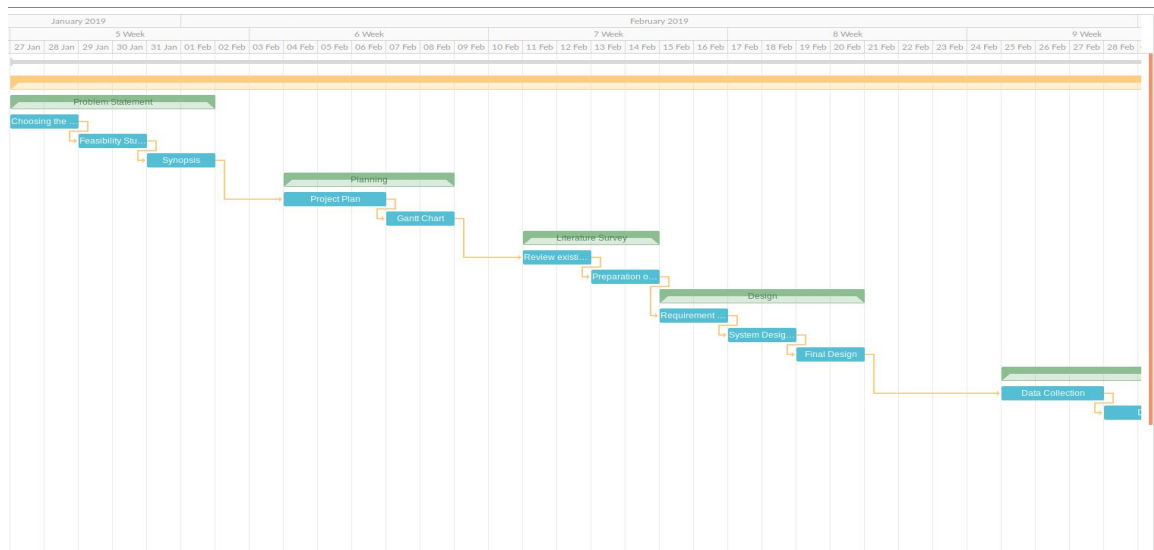 January 2019 February 2019
5 Week 6 Week 7 Week 8 Week 9 Week
27 Jan 28 Jan 29 Jan 30 Jan 31 Jan 01 Feb 02 Feb 03 Feb 04 Feb 05 Feb 06 Feb 07 Feb 08 Feb 09 Feb 10 Feb 11 Feb 12 Feb 13 Feb 14 Feb 15 Feb 16 Feb 17 Feb 18 Feb 19 Feb 20 Feb 21 Feb 22 Feb 23 Feb 24 Feb 25 Feb 26 Feb 27 Feb 28 Feb
Problem Statement
Choosing the ...
Feasibility Stu...
Synopsis
Planning
Project Plan
Gantt Chart
Literature Survey
Review existi...
Preparation o...
Design
Requirement ...
System Desig...
Final Design
Data Collection